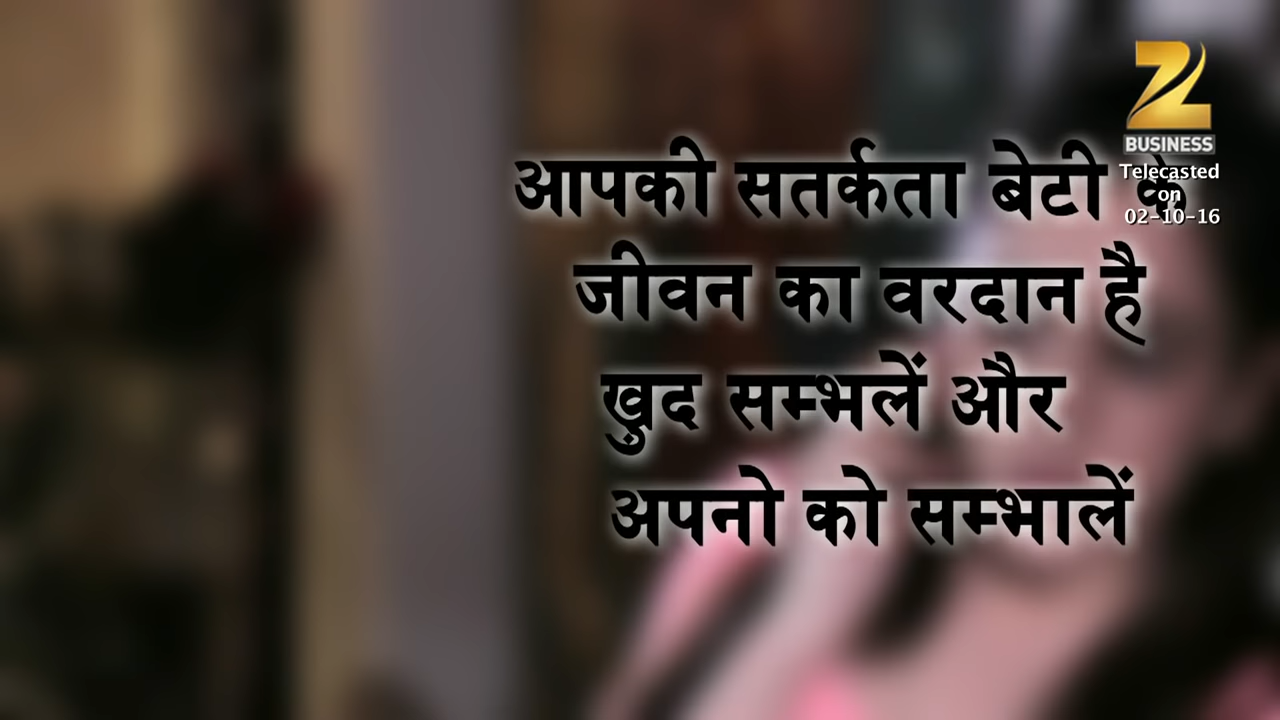 BUSINESS
Telecasted
on
02-10-16
आपकी सतर्कता बेटी के
जीवन का वरदान है
खुद सम्भलें और
अपनो को सम्भालें